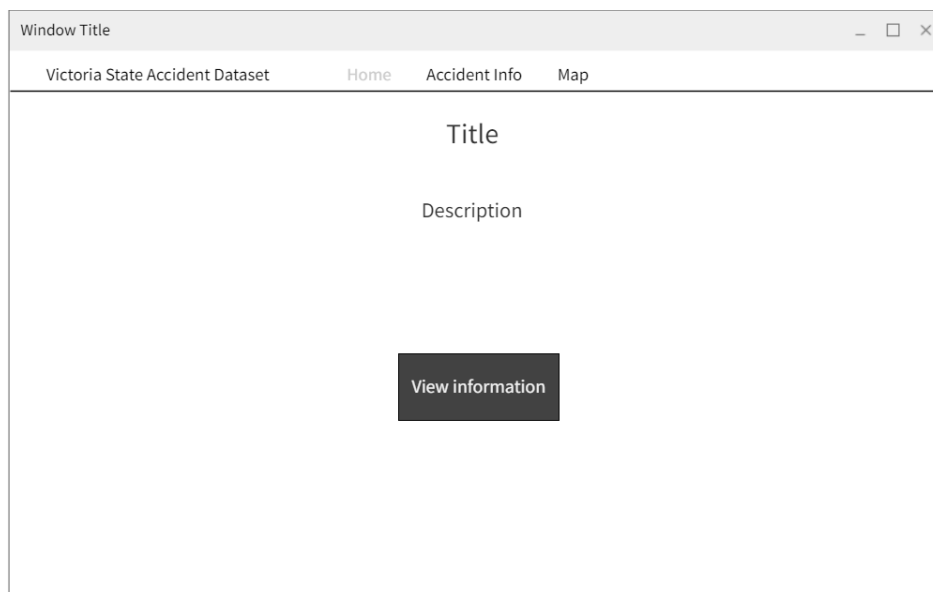 Window Title
Victoria State Accident Dataset Home Accident Info Map
Title
Description
View information